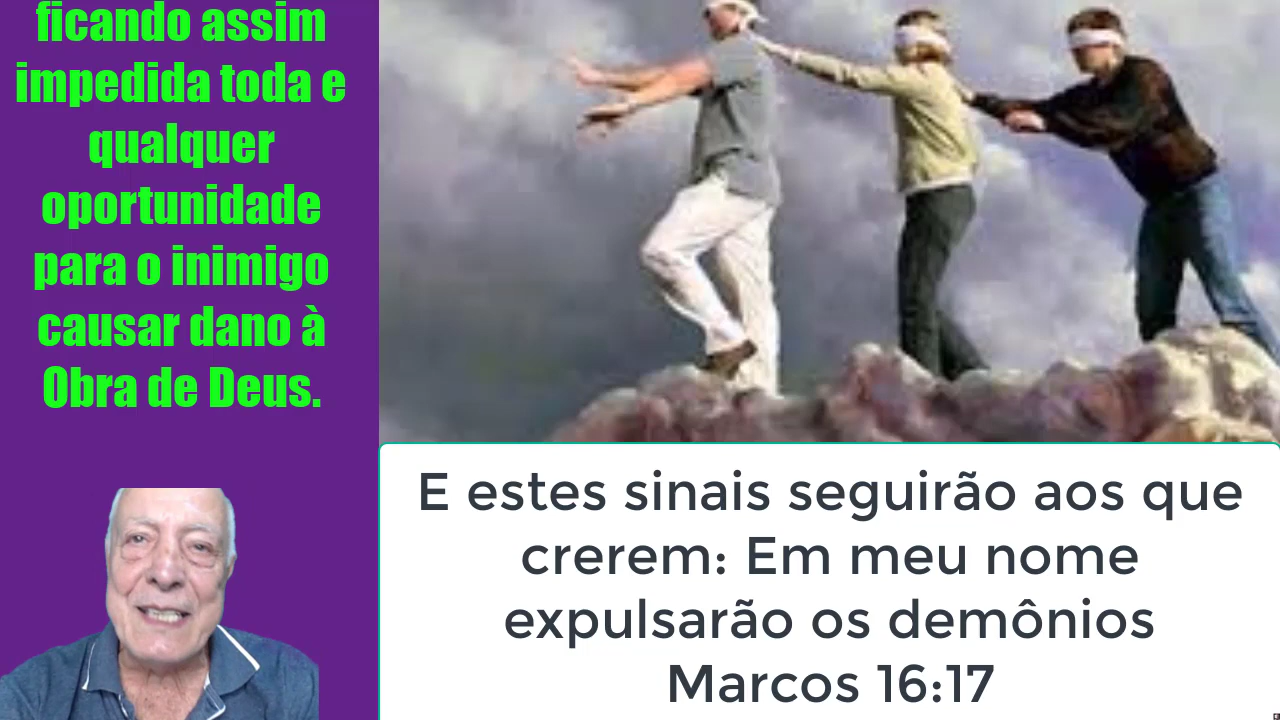 ficando assim
impedida toda e
qualquer
oportunidade
para o inimigo
causar dano à
Obra de Deus.
E estes sinais seguirão aos que
crerem: Em meu nome
expulsarão os demônios
Marcos 16:17